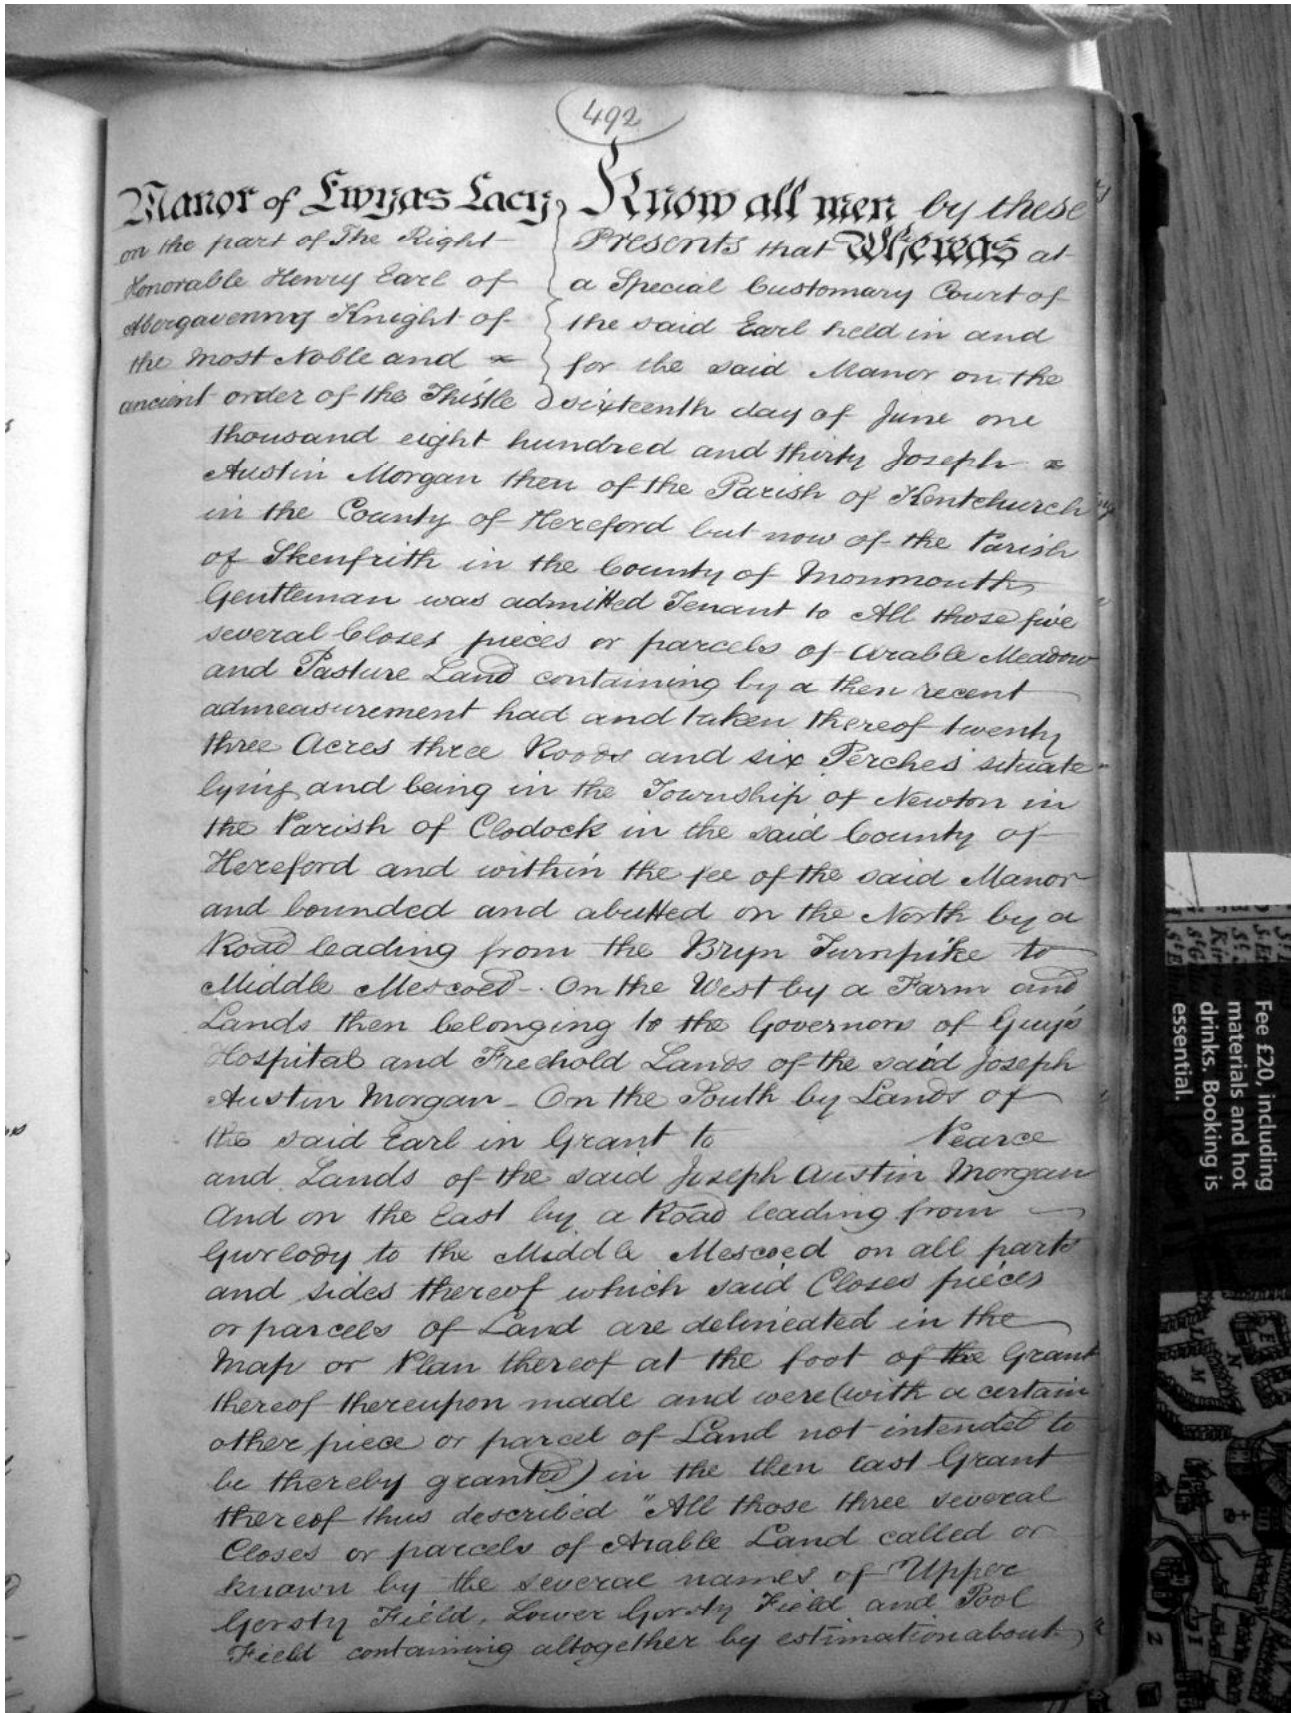 492
Manor of Ewyas Lacy
on the part of The Right
Honorable Henry Earl of
Abergavenny Knight of
the most Noble and
ancient order of the Thistle
Know all men by these
Presents that Whereas at
a Special Customary Court of
the said Earl held in and
for the said Manor on the
sixteenth day of June one
thousand eight hundred and thirty Joseph
Austin Morgan then of the Parish of Kentchurch
in the County of Hereford but now of the Parish
of Skenfrith in the County of Monmouth
Gentleman was admitted Tenant to All those five
several Closes pieces or parcels of Arable Meadow
and Pasture Land containing by a then recent
admeasurement had and taken thereof twenty
three Acres three Roods and six Perches situate
lying and being in the Township of Newton in
the Parish of Clodock in the said County of
Hereford and within the fee of the said Manor
and bounded and abutted on the North by a
Road leading from the Bryn Turnpike to
Middle Mescoed - On the West by a Farm and
Lands then belonging to the Governors of Guy's
Hospital and Freehold Lands of the said Joseph
Austin Morgan - On the South by Lands of
the said Earl in Grant to Pearce
and Lands of the said Joseph Austin Morgan
And on the East by a Road leading from
Gwrlody to the Middle Mescoed on all parts
and sides thereof which said Closes pieces
or parcels of Land are delineated in the
Map or Plan thereof at the foot of the Grant
thereof thereupon made and were (with a certain
other piece or parcel of Land not intended to
be thereby granted) in the then last Grant
thereof thus described "All those three several
Closes or parcels of Arable Land called or
known by the several names of Upper
Gorsty Field, Lower Gorsty Field and Pool
Field containing altogether by estimation about
Fee £20, including
materials and hot
drinks. Booking is
essential.